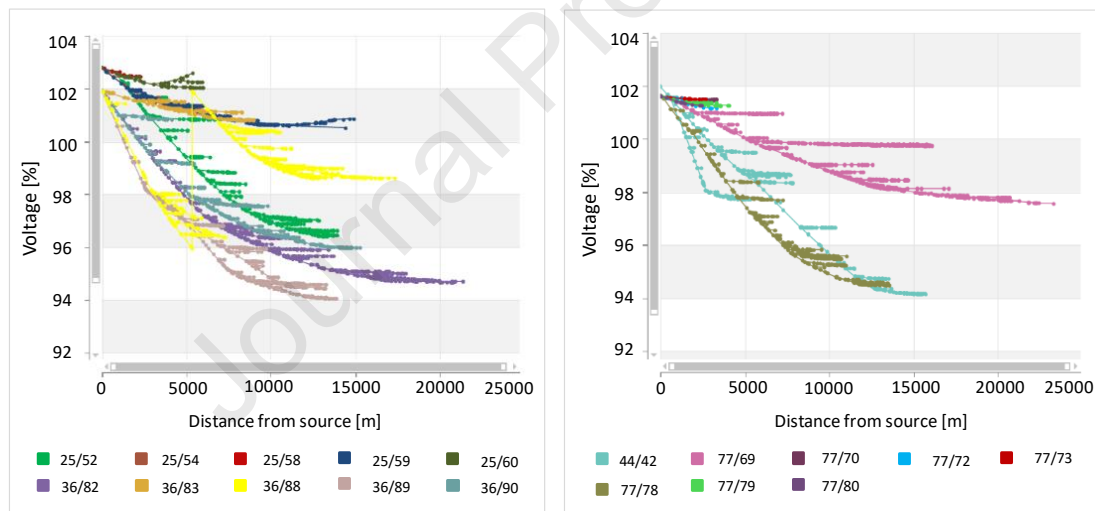 Journal Pr
104
102
100
98
96
94
92
Voltage [%]
0 5000 10000 15000 20000 25000
Distance from source [m]
25/52 25/54 25/58 25/59 25/60
36/82 36/83 36/88 36/89 36/90
104
102
100
98
96
94
92
Voltage [%]
0 5000 10000 15000 20000 25000
Distance from source [m]
44/42 77/69 77/70 77/72 77/73
77/78 77/79 77/80